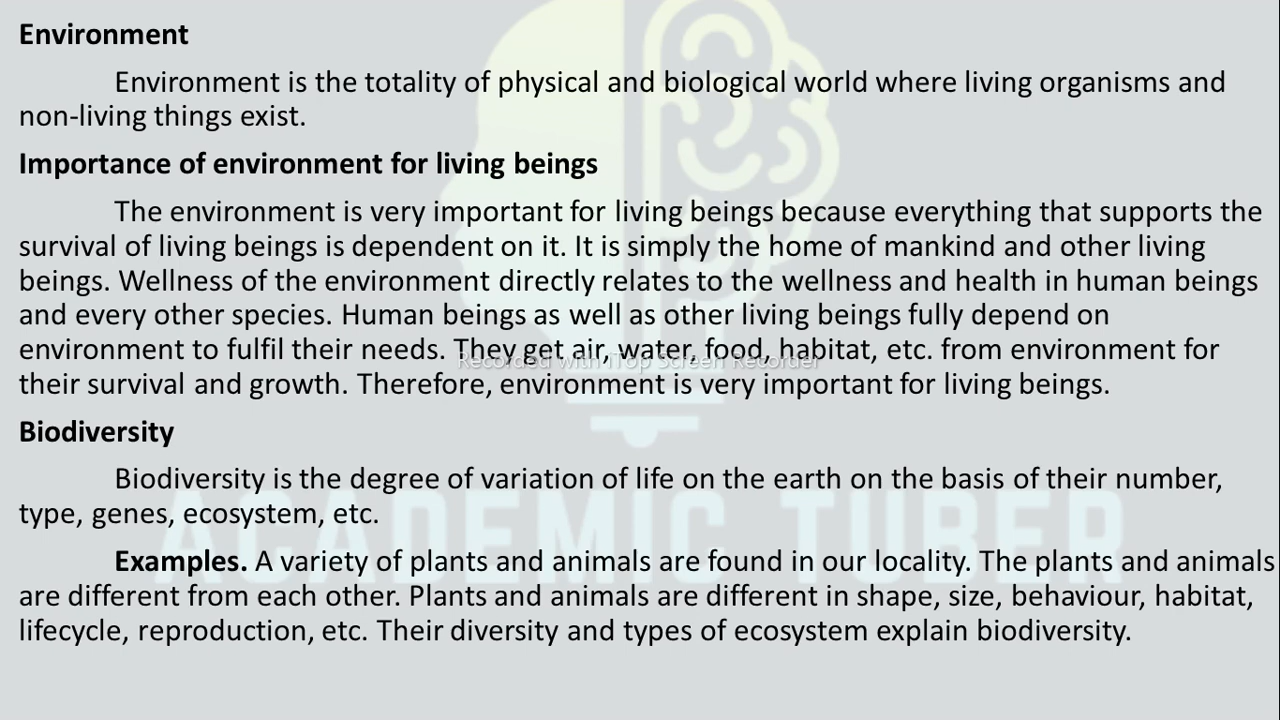 Environment
Environment is the totality of physical and biological world where living organisms and
non-living things exist.
Importance of environment for living beings
The environment is very important for living beings because everything that supports the
survival of living beings is dependent on it. It is simply the home of mankind and other living
beings. Wellness of the environment directly relates to the wellness and health in human beings
and every other species. Human beings as well as other living beings fully depend on
environment to fulfil their needs. They get air, water, food, habitat, etc. from environment for
Recorded with iTop Screen Recorder
their survival and growth. Therefore, environment is very important for living beings.
Biodiversity
Biodiversity is the degree of variation of life on the earth on the basis of their number,
type, genes, ecosystem, etc.
ACADEMIC TUBER
Examples. A variety of plants and animals are found in our locality. The plants and animals
are different from each other. Plants and animals are different in shape, size, behaviour, habitat,
lifecycle, reproduction, etc. Their diversity and types of ecosystem explain biodiversity.